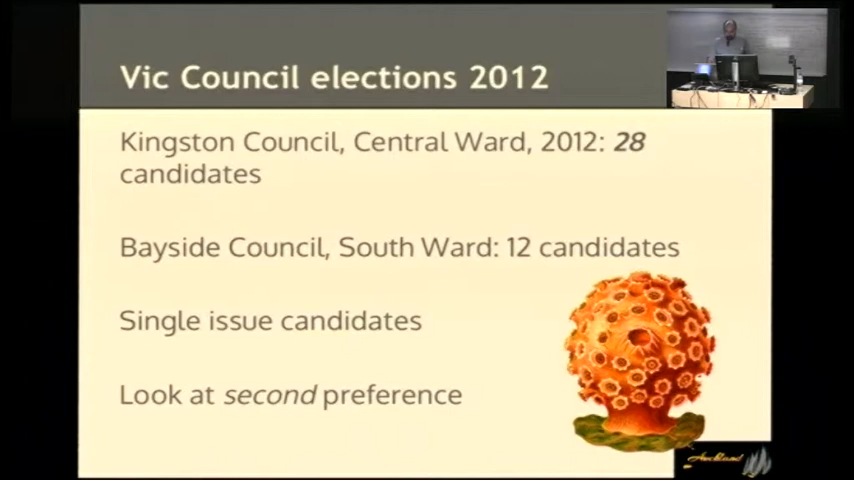 Vic Council elections 2012
Kingston Council, Central Ward, 2012: 28
candidates
Bayside Council, South Ward: 12 candidates
Single issue candidates
Look at second preference
Auckland